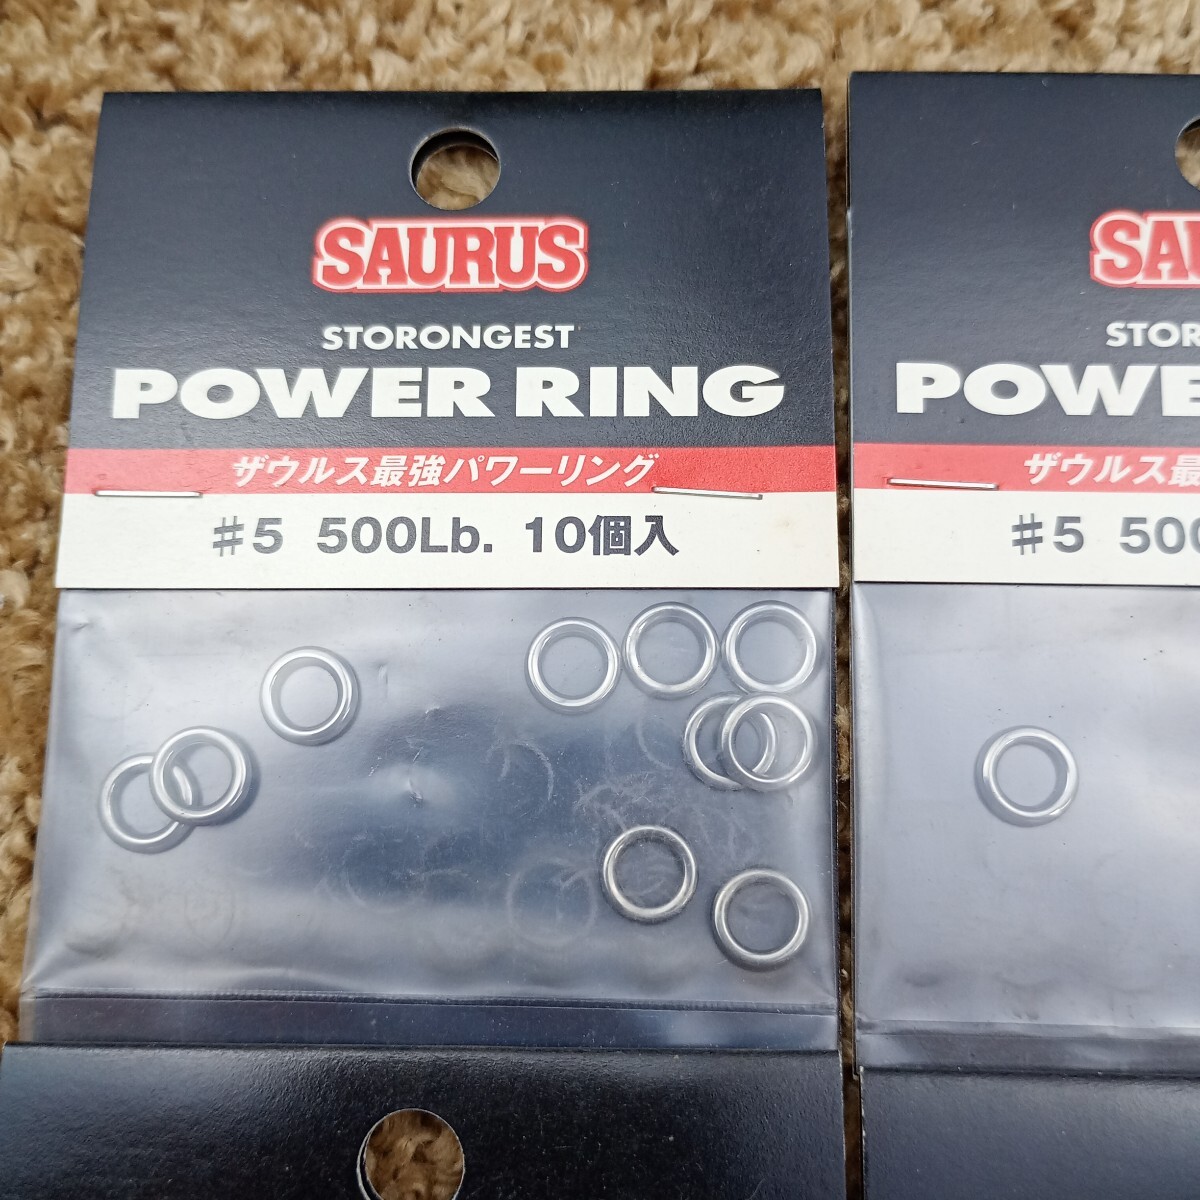 SAURUS
STORONGEST
POWER RING
ザウルス最強パワーリング
#5 500Lb. 10個入
SAU
STOR
POWE
ザウルス最
#5 500